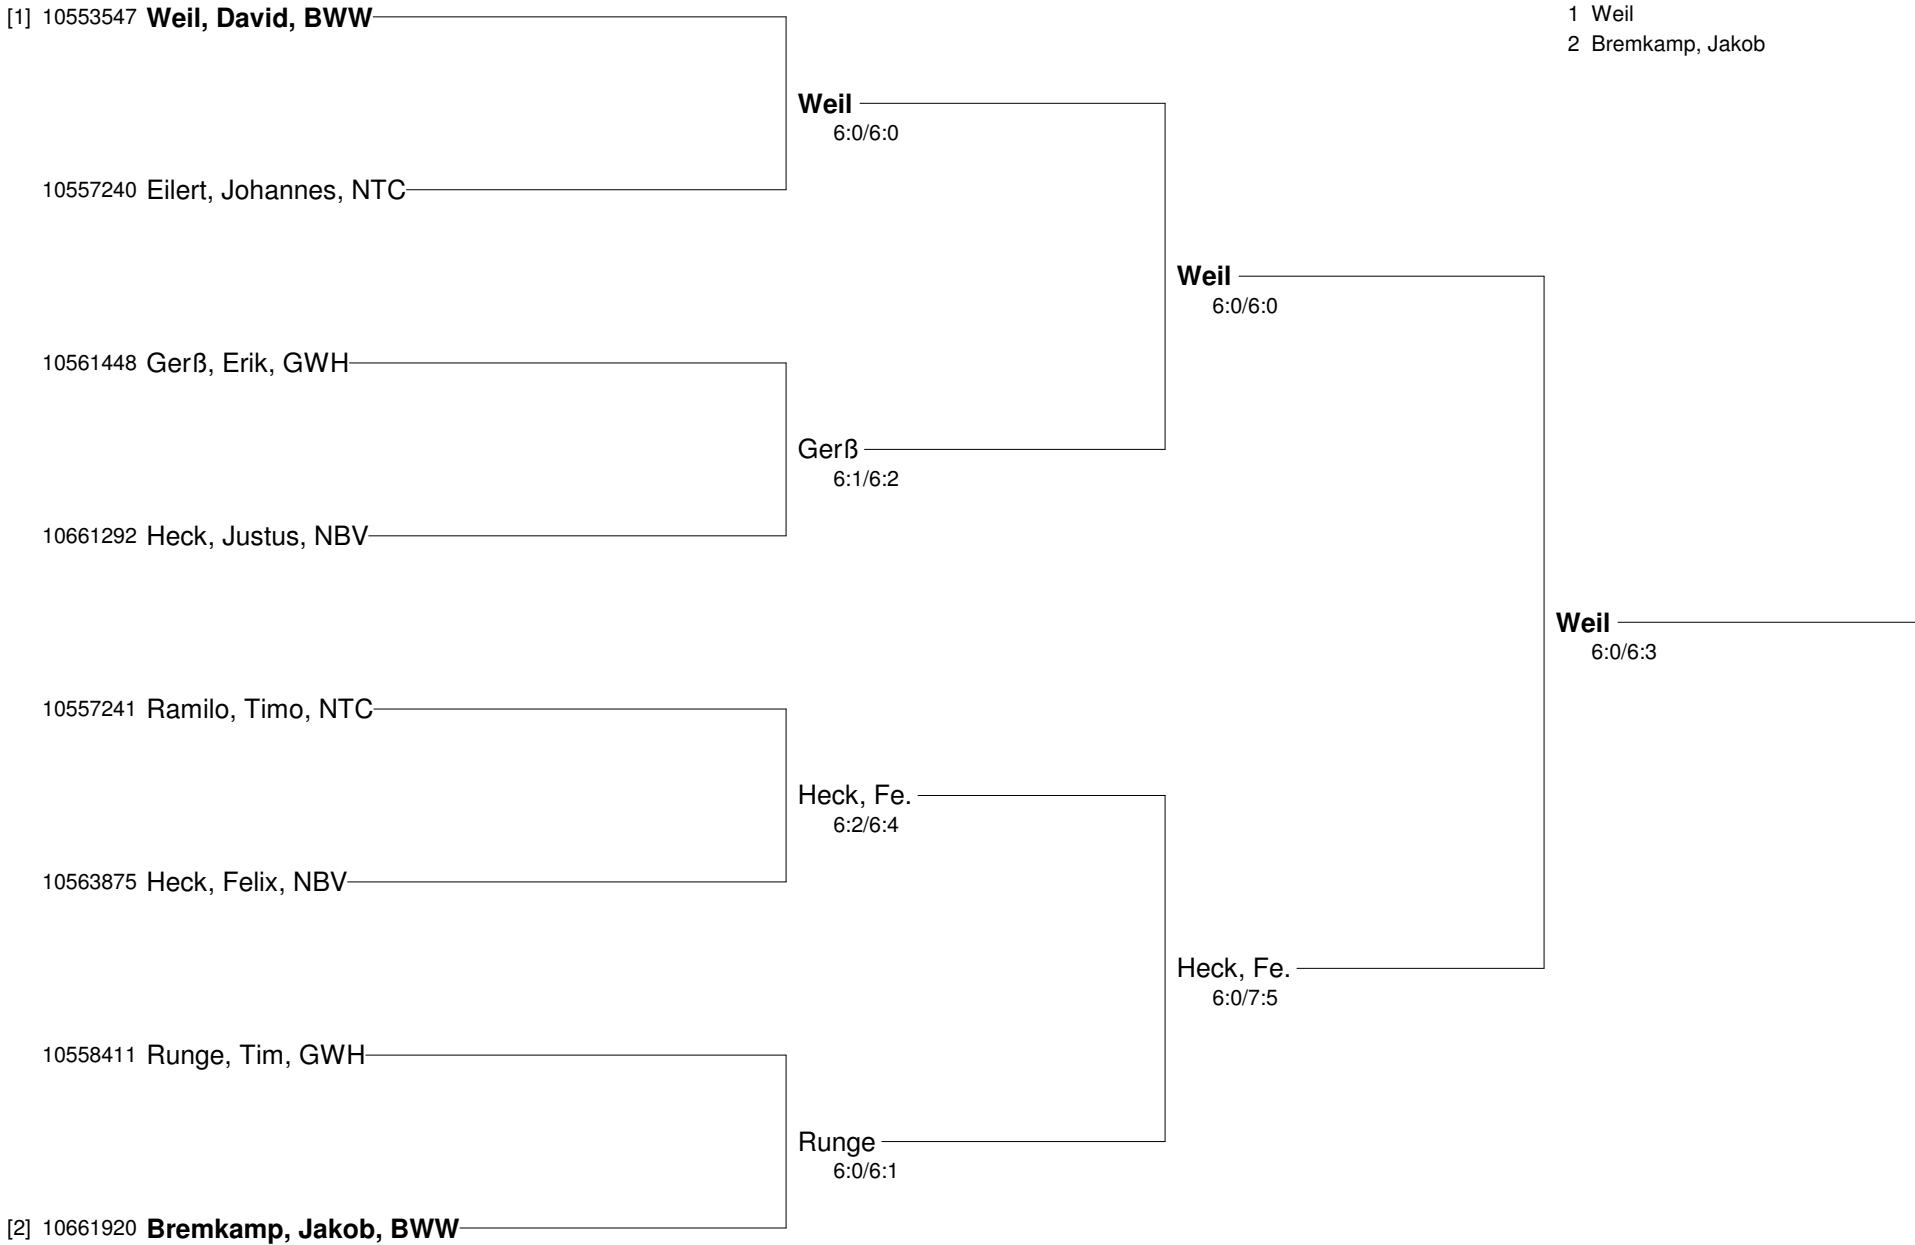 [1] 10553547 Weil, David, BWW
1 Weil
2 Bremkamp, Jakob
Weil
6:0/6:0
10557240 Eilert, Johannes, NTC
Weil
6:0/6:0
10561448 Gerß, Erik, GWH
Gerß
6:1/6:2
10661292 Heck, Justus, NBV
Weil
6:0/6:3
10557241 Ramilo, Timo, NTC
Heck, Fe.
6:2/6:4
10563875 Heck, Felix, NBV
Heck, Fe.
6:0/7:5
10558411 Runge, Tim, GWH
Runge
6:0/6:1
[2] 10661920 Bremkamp, Jakob, BWW